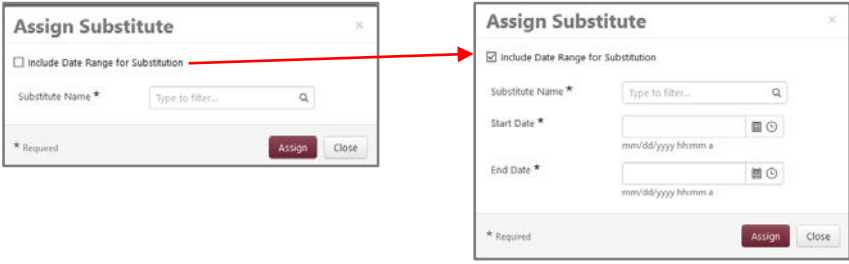 Assign Substitute ×
Include Date Range for Substitution
Substitute Name * Type to filter...
* Required Assign Close
Assign Substitute ×
Include Date Range for Substitution
Substitute Name * Type to filter...
Start Date *
mm/dd/yyyy hh:mm a
End Date *
mm/dd/yyyy hh:mm a
* Required Assign Close